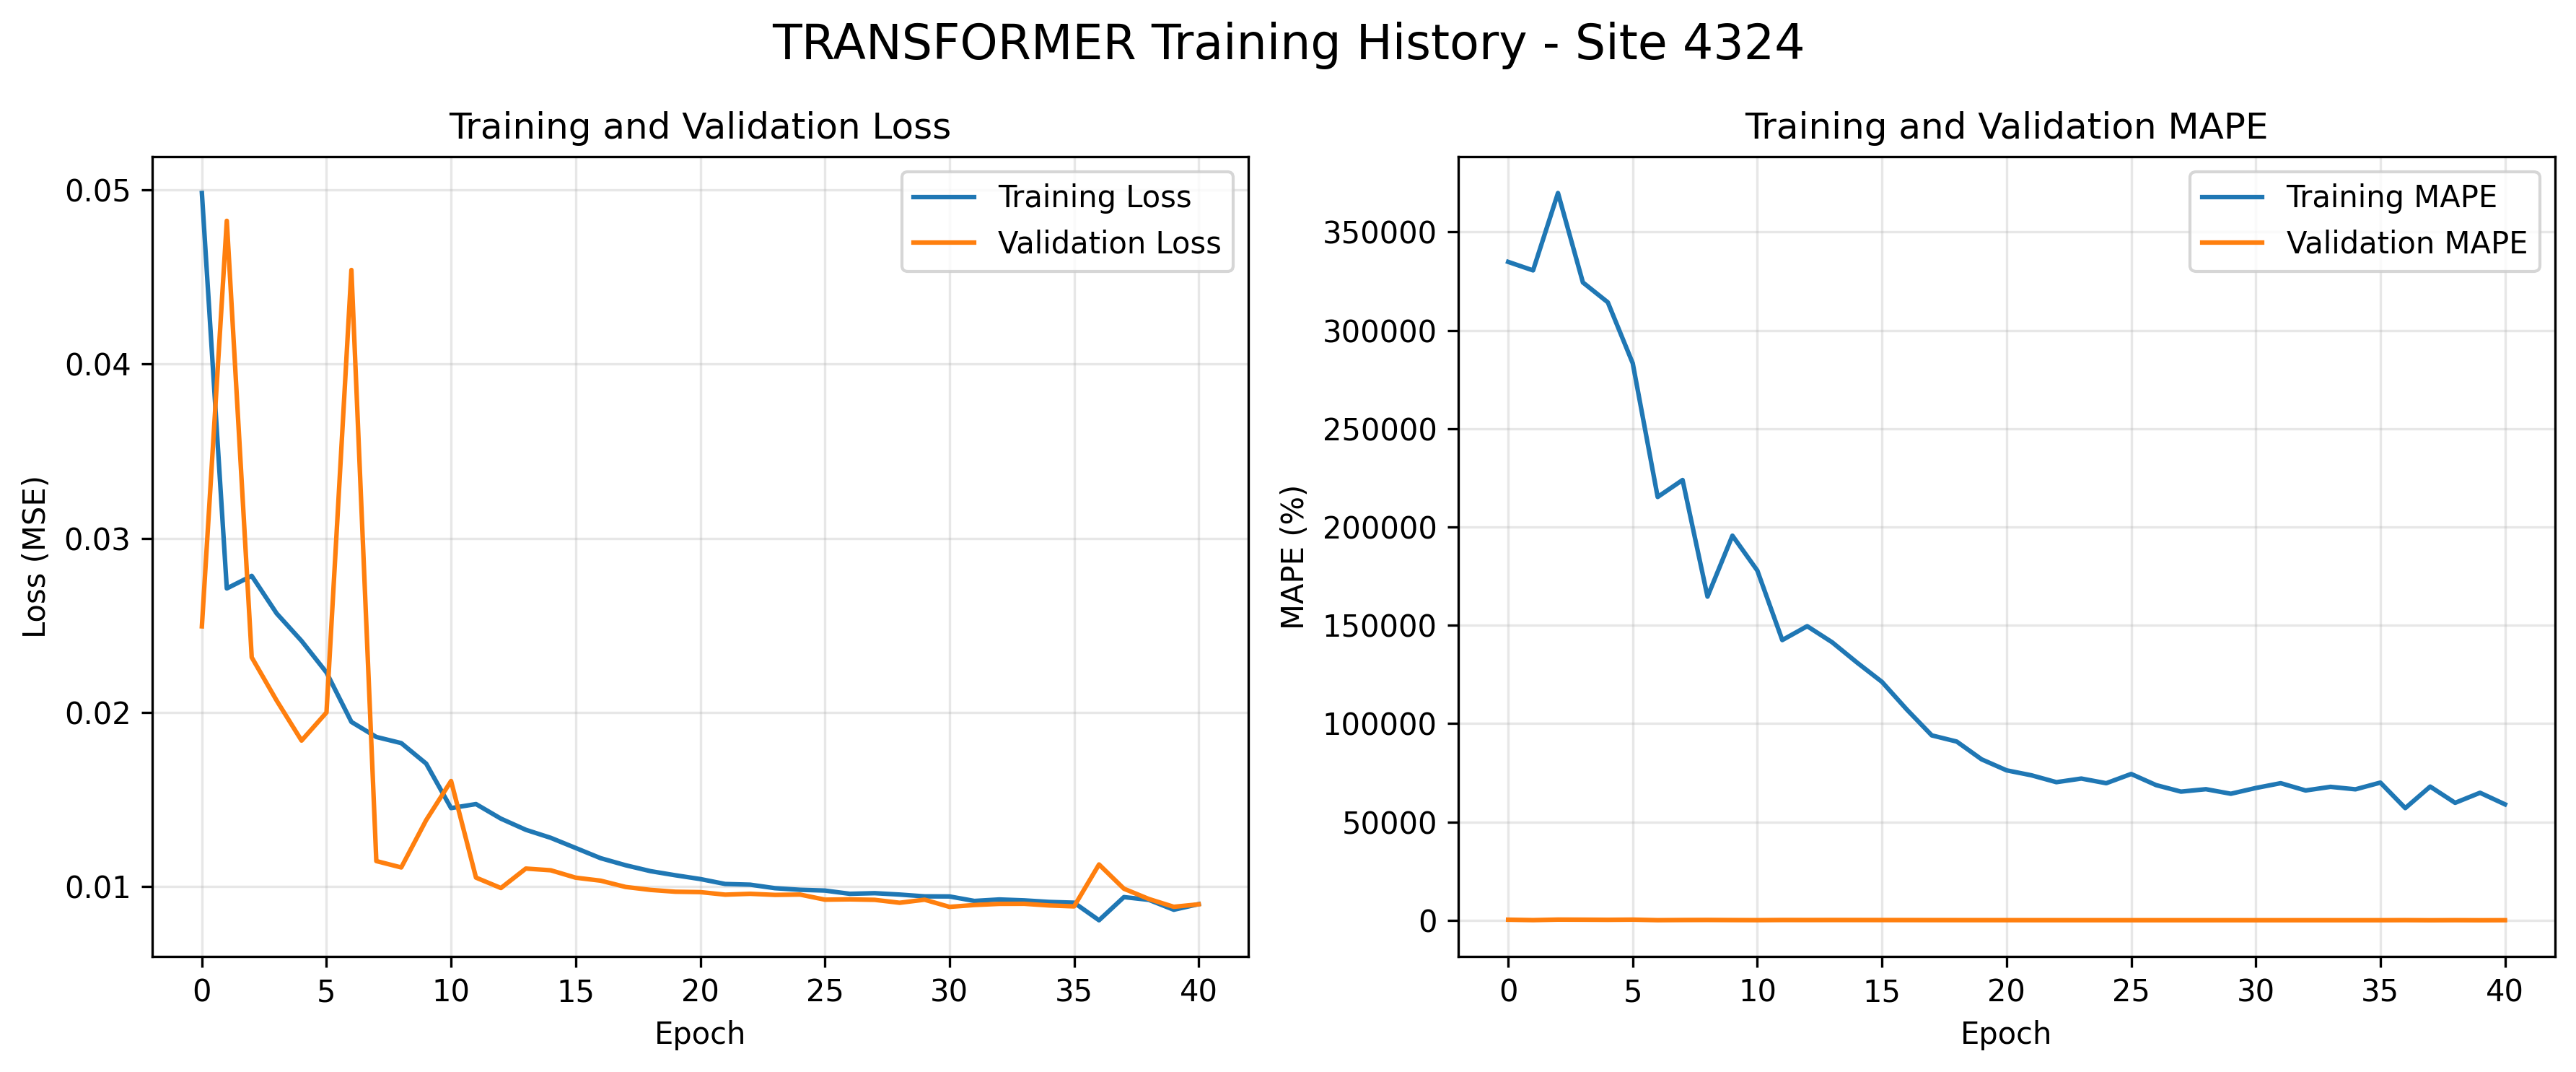 TRANSFORMER Training History - Site 4324
Training and Validation Loss
Training Loss
Validation Loss
Loss (MSE)
0.05
0.04
0.03
0.02
0.01
0 5 10 15 20 25 30 35 40
Epoch
Training and Validation MAPE
Training MAPE
Validation MAPE
MAPE (%)
350000
300000
250000
200000
150000
100000
50000
0
0 5 10 15 20 25 30 35 40
Epoch